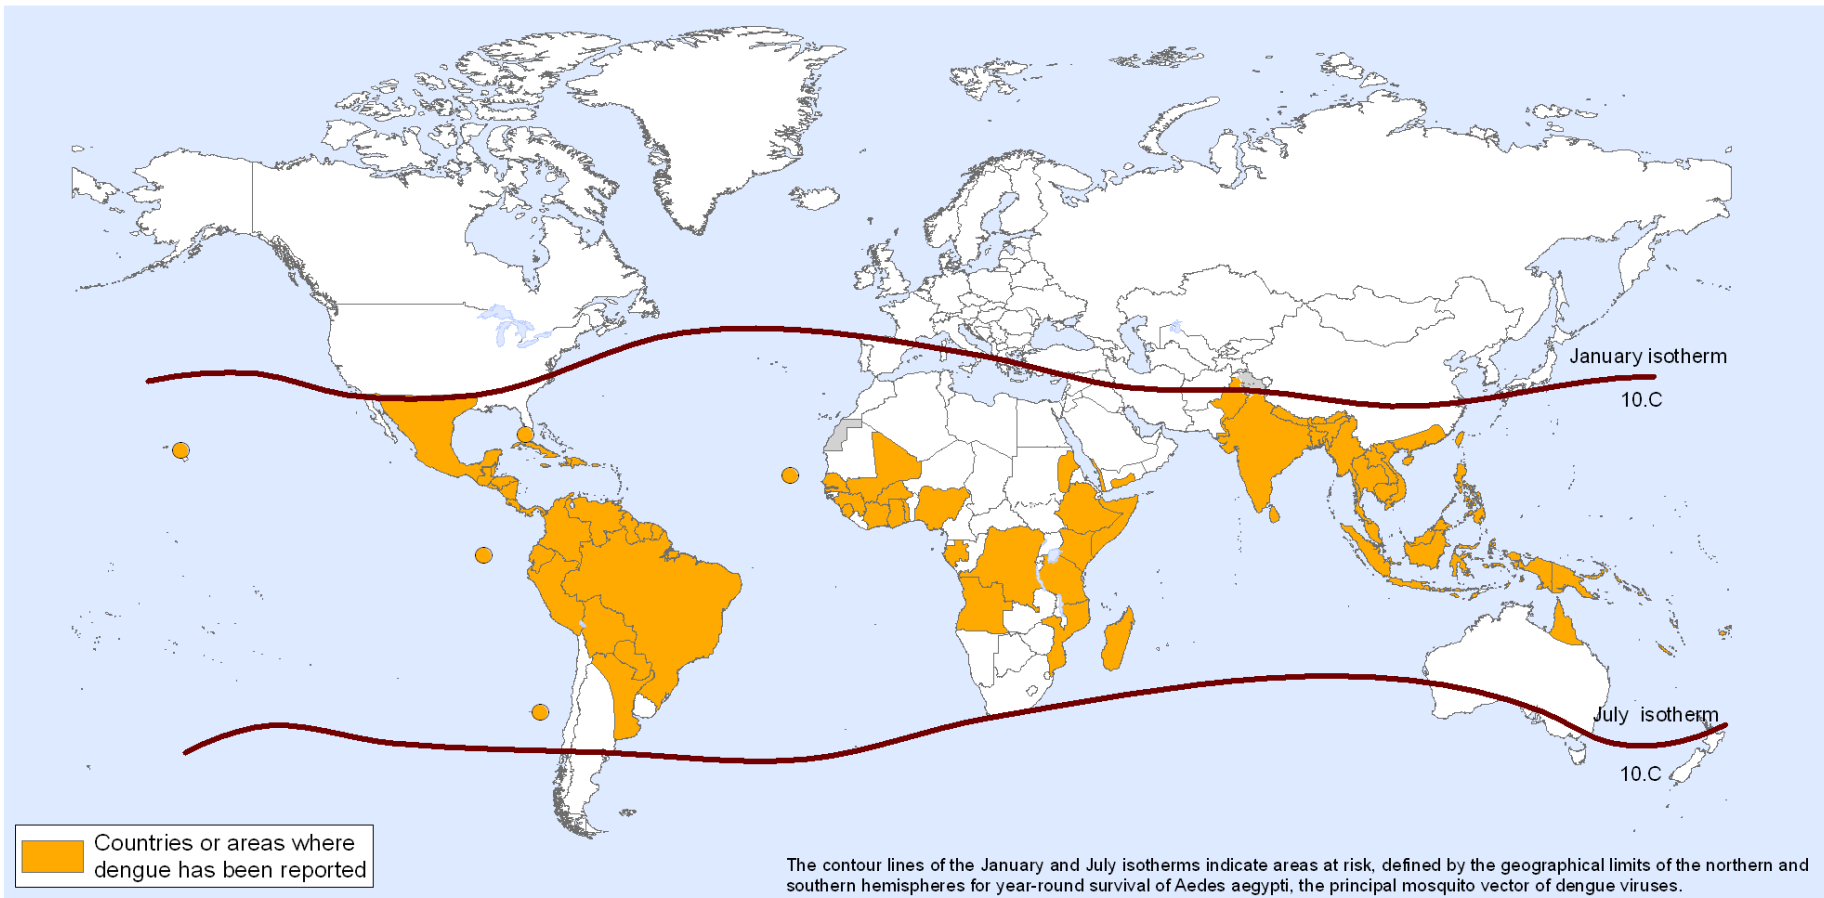 January isotherm
10.C
July isotherm
10.C
Countries or areas where
dengue has been reported
The contour lines of the January and July isotherms indicate areas at risk, defined by the geographical limits of the northern and
southern hemispheres for year-round survival of Aedes aegypti, the principal mosquito vector of dengue viruses.